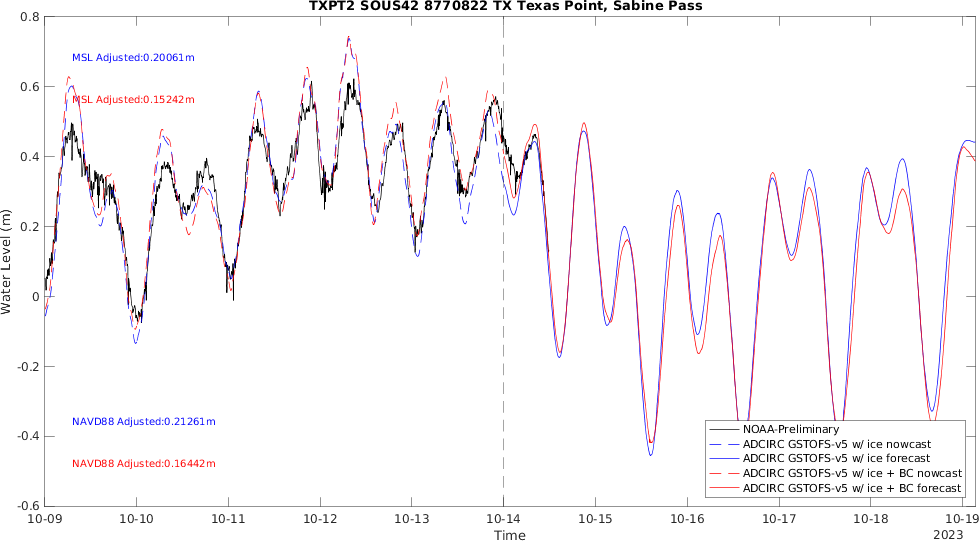 TXPT2 SOUS42 8770822 TX Texas Point, Sabine Pass
0.8
0.6
0.4
0.2
0
-0.2
-0.4
-0.6
Water Level (m)
MSL Adjusted:0.20061m
MSL Adjusted:0.15242m
NAVD88 Adjusted:0.21261m
NAVD88 Adjusted:0.16442m
NOAA-Preliminary
ADCIRC GSTOFS-v5 w/ ice nowcast
ADCIRC GSTOFS-v5 w/ ice forecast
ADCIRC GSTOFS-v5 w/ ice + BC nowcast
ADCIRC GSTOFS-v5 w/ ice + BC forecast
10-09 10-10 10-11 10-12 10-13 10-14 10-15 10-16 10-17 10-18 10-19
Time
2023